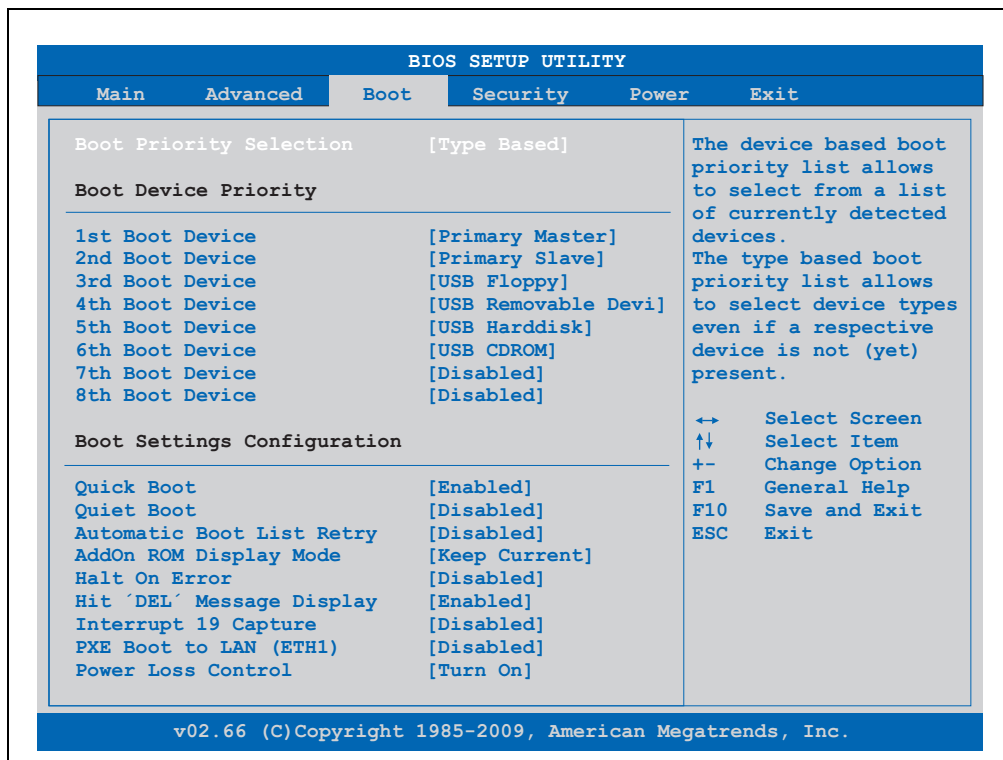 BIOS SETUP UTILITY
Main Advanced Boot Security Power Exit
Boot Priority Selection [Type Based]
Boot Device Priority
1st Boot Device [Primary Master]
2nd Boot Device [Primary Slave]
3rd Boot Device [USB Floppy]
4th Boot Device [USB Removable Devi]
5th Boot Device [USB Harddisk]
6th Boot Device [USB CDROM]
7th Boot Device [Disabled]
8th Boot Device [Disabled]
Boot Settings Configuration
Quick Boot [Enabled]
Quiet Boot [Disabled]
Automatic Boot List Retry [Disabled]
AddOn ROM Display Mode [Keep Current]
Halt On Error [Disabled]
Hit ´DEL´ Message Display [Enabled]
Interrupt 19 Capture [Disabled]
PXE Boot to LAN (ETH1) [Disabled]
Power Loss Control [Turn On]
The device based boot
priority list allows
to select from a list
of currently detected
devices.
The type based boot
priority list allows
to select device types
even if a respective
device is not (yet)
present.
↔ Select Screen
↑↓ Select Item
+- Change Option
F1 General Help
F10 Save and Exit
ESC Exit
v02.66 (C)Copyright 1985-2009, American Megatrends, Inc.